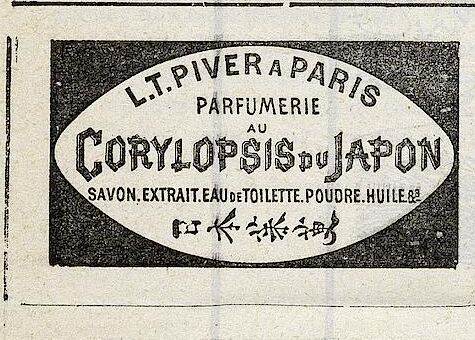 L.T. PIVER A PARIS
PARFUMERIE
AU
CORYLOPSIS DU JAPON
SAVON. EXTRAIT. EAU DE TOILETTE. POUDRE. HUILE. &ª